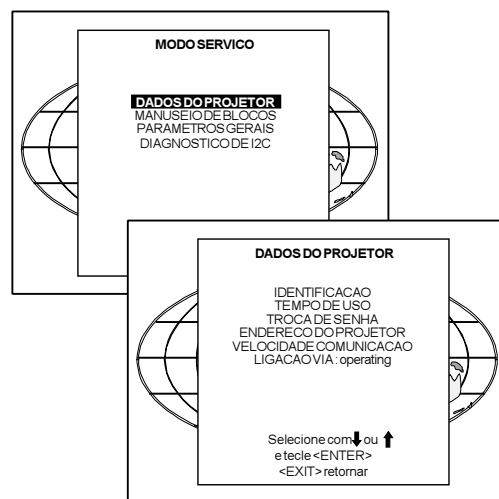 MODO SERVICO
DADOS DO PROJETOR
MANUSEIO DE BLOCOS
PARAMETROS GERAIS
DIAGNOSTICO DE I2C
DADOS DO PROJETOR
IDENTIFICACAO
TEMPO DE USO
TROCA DE SENHA
ENDERECO DO PROJETOR
VELOCIDADE COMUNICACAO
LIGACAO VIA : operating
Selecione com ⬇ ou ⬆
e tecle <ENTER>
<EXIT> retornar